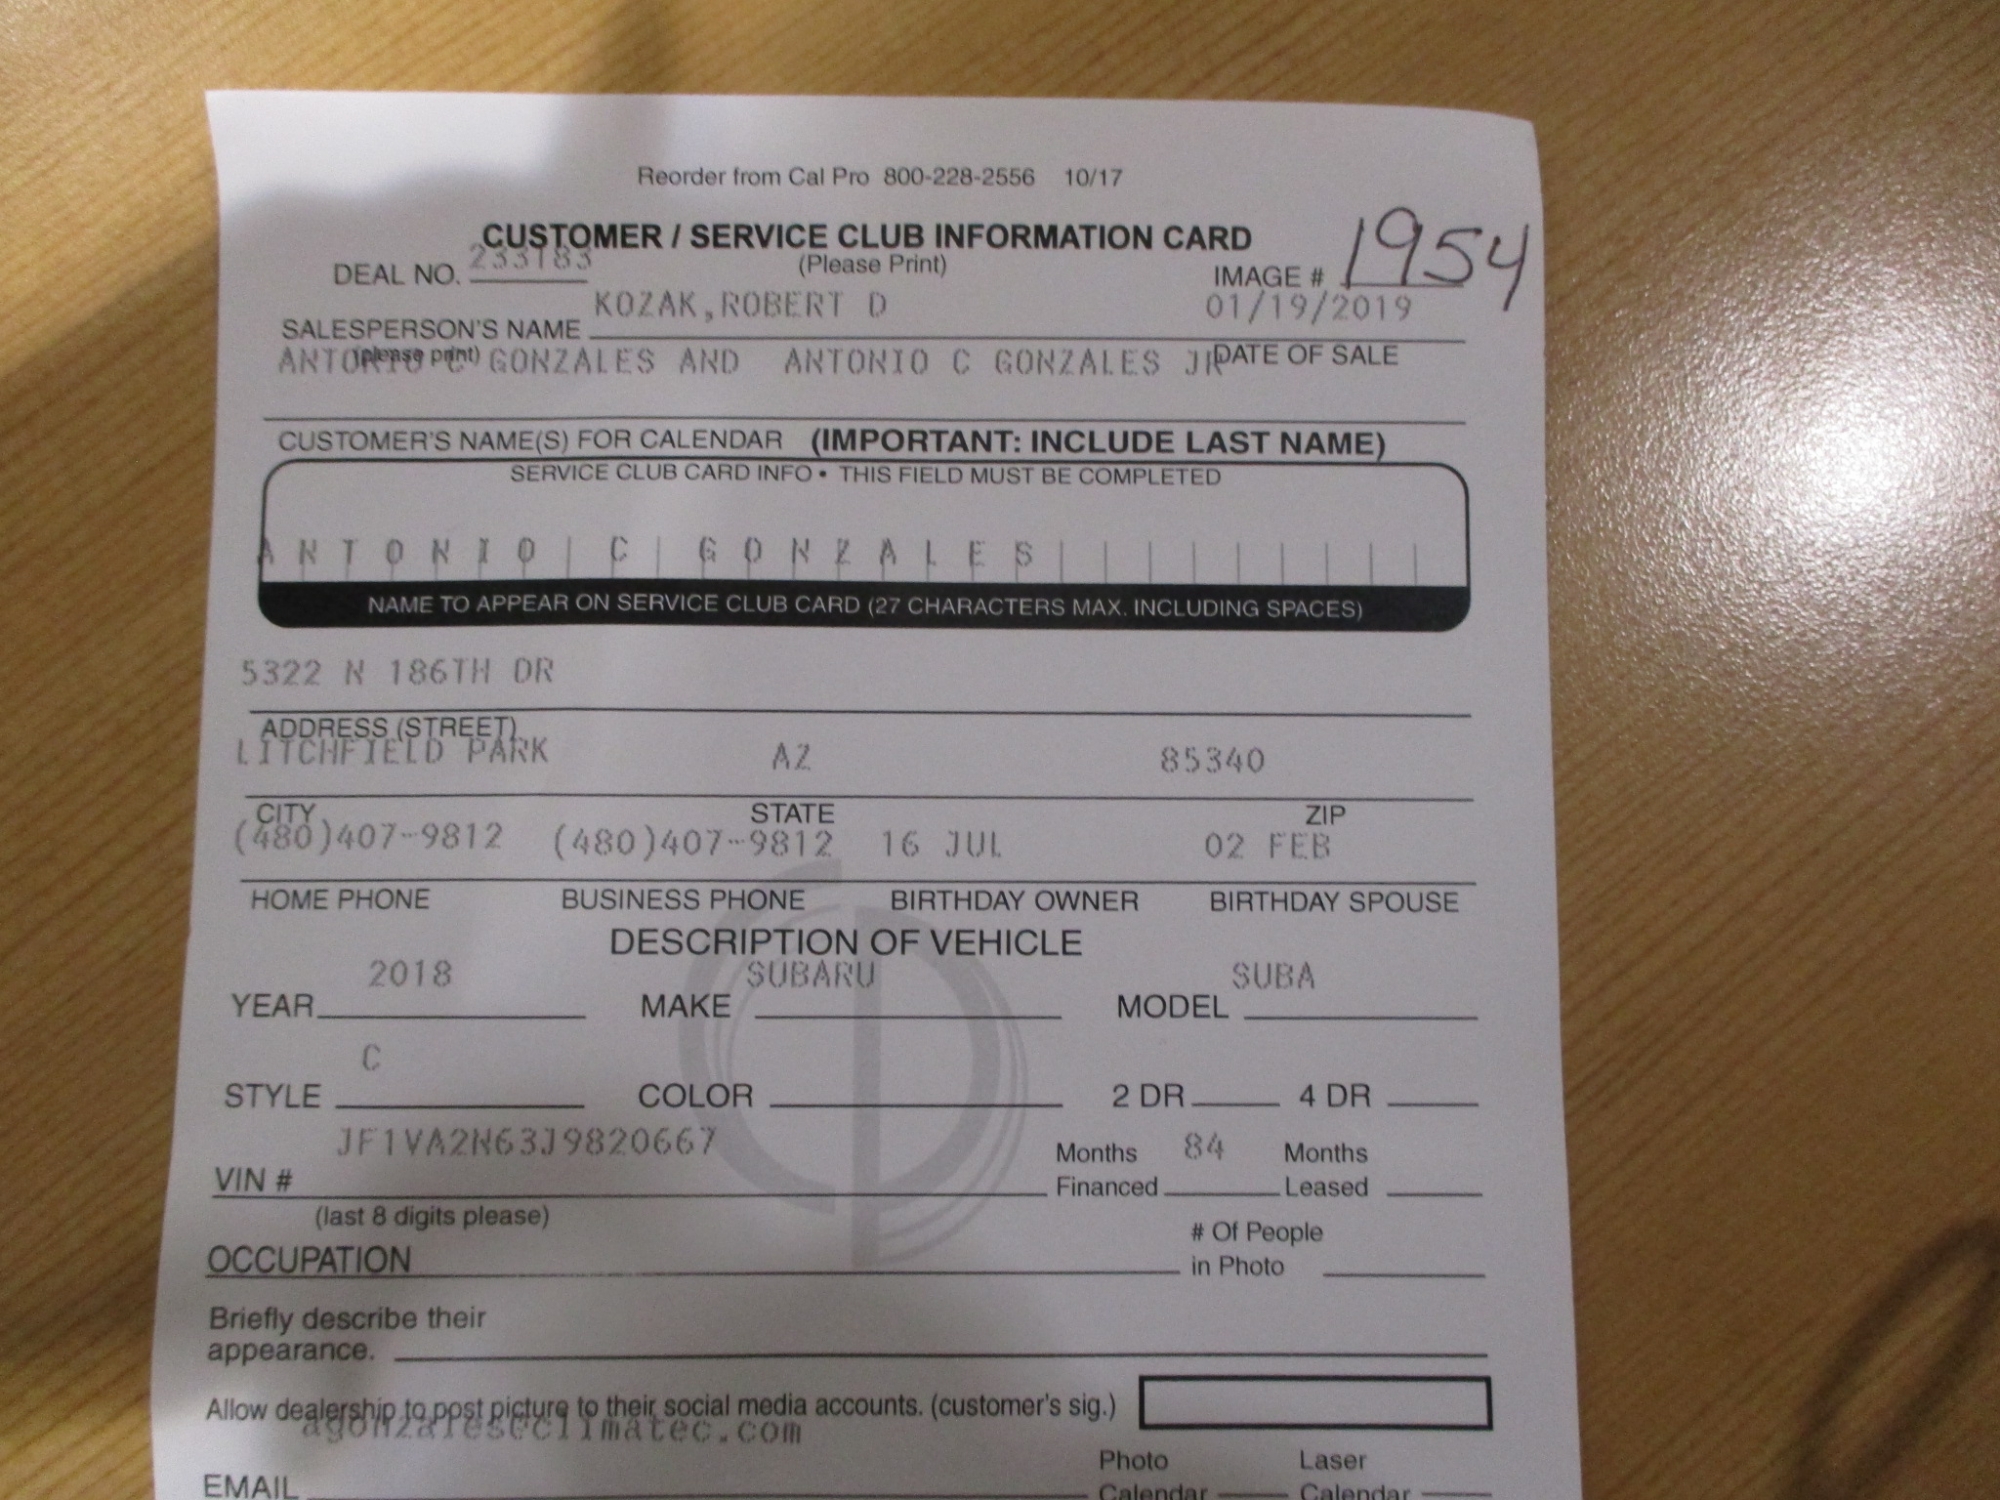 Reorder from Cal Pro 800-228-2556 10/17
CUSTOMER / SERVICE CLUB INFORMATION CARD
(Please Print)
DEAL NO. 233183
IMAGE # 1954
KOZAK,ROBERT D 01/19/2019
SALESPERSON'S NAME
(please print) DATE OF SALE
ANTONIO C GONZALES AND ANTONIO C GONZALES JR
CUSTOMER'S NAME(S) FOR CALENDAR (IMPORTANT: INCLUDE LAST NAME)
SERVICE CLUB CARD INFO • THIS FIELD MUST BE COMPLETED
ANTONIO C GONZALES
NAME TO APPEAR ON SERVICE CLUB CARD (27 CHARACTERS MAX. INCLUDING SPACES)
5322 N 186TH DR
ADDRESS (STREET)
LITCHFIELD PARK AZ 85340
CITY STATE ZIP
(480)407-9812 (480)407-9812 16 JUL 02 FEB
HOME PHONE BUSINESS PHONE BIRTHDAY OWNER BIRTHDAY SPOUSE
DESCRIPTION OF VEHICLE
YEAR 2018 MAKE SUBARU MODEL SUBA
STYLE C COLOR 2 DR 4 DR
VIN # JF1VA2N63J9820667 Months Financed 84 Months Leased
(last 8 digits please)
OCCUPATION # Of People in Photo
Briefly describe their
appearance.
Allow dealership to post picture to their social media accounts. (customer's sig.)
agonzales@climatec.com
EMAIL Photo Calendar Laser Calendar